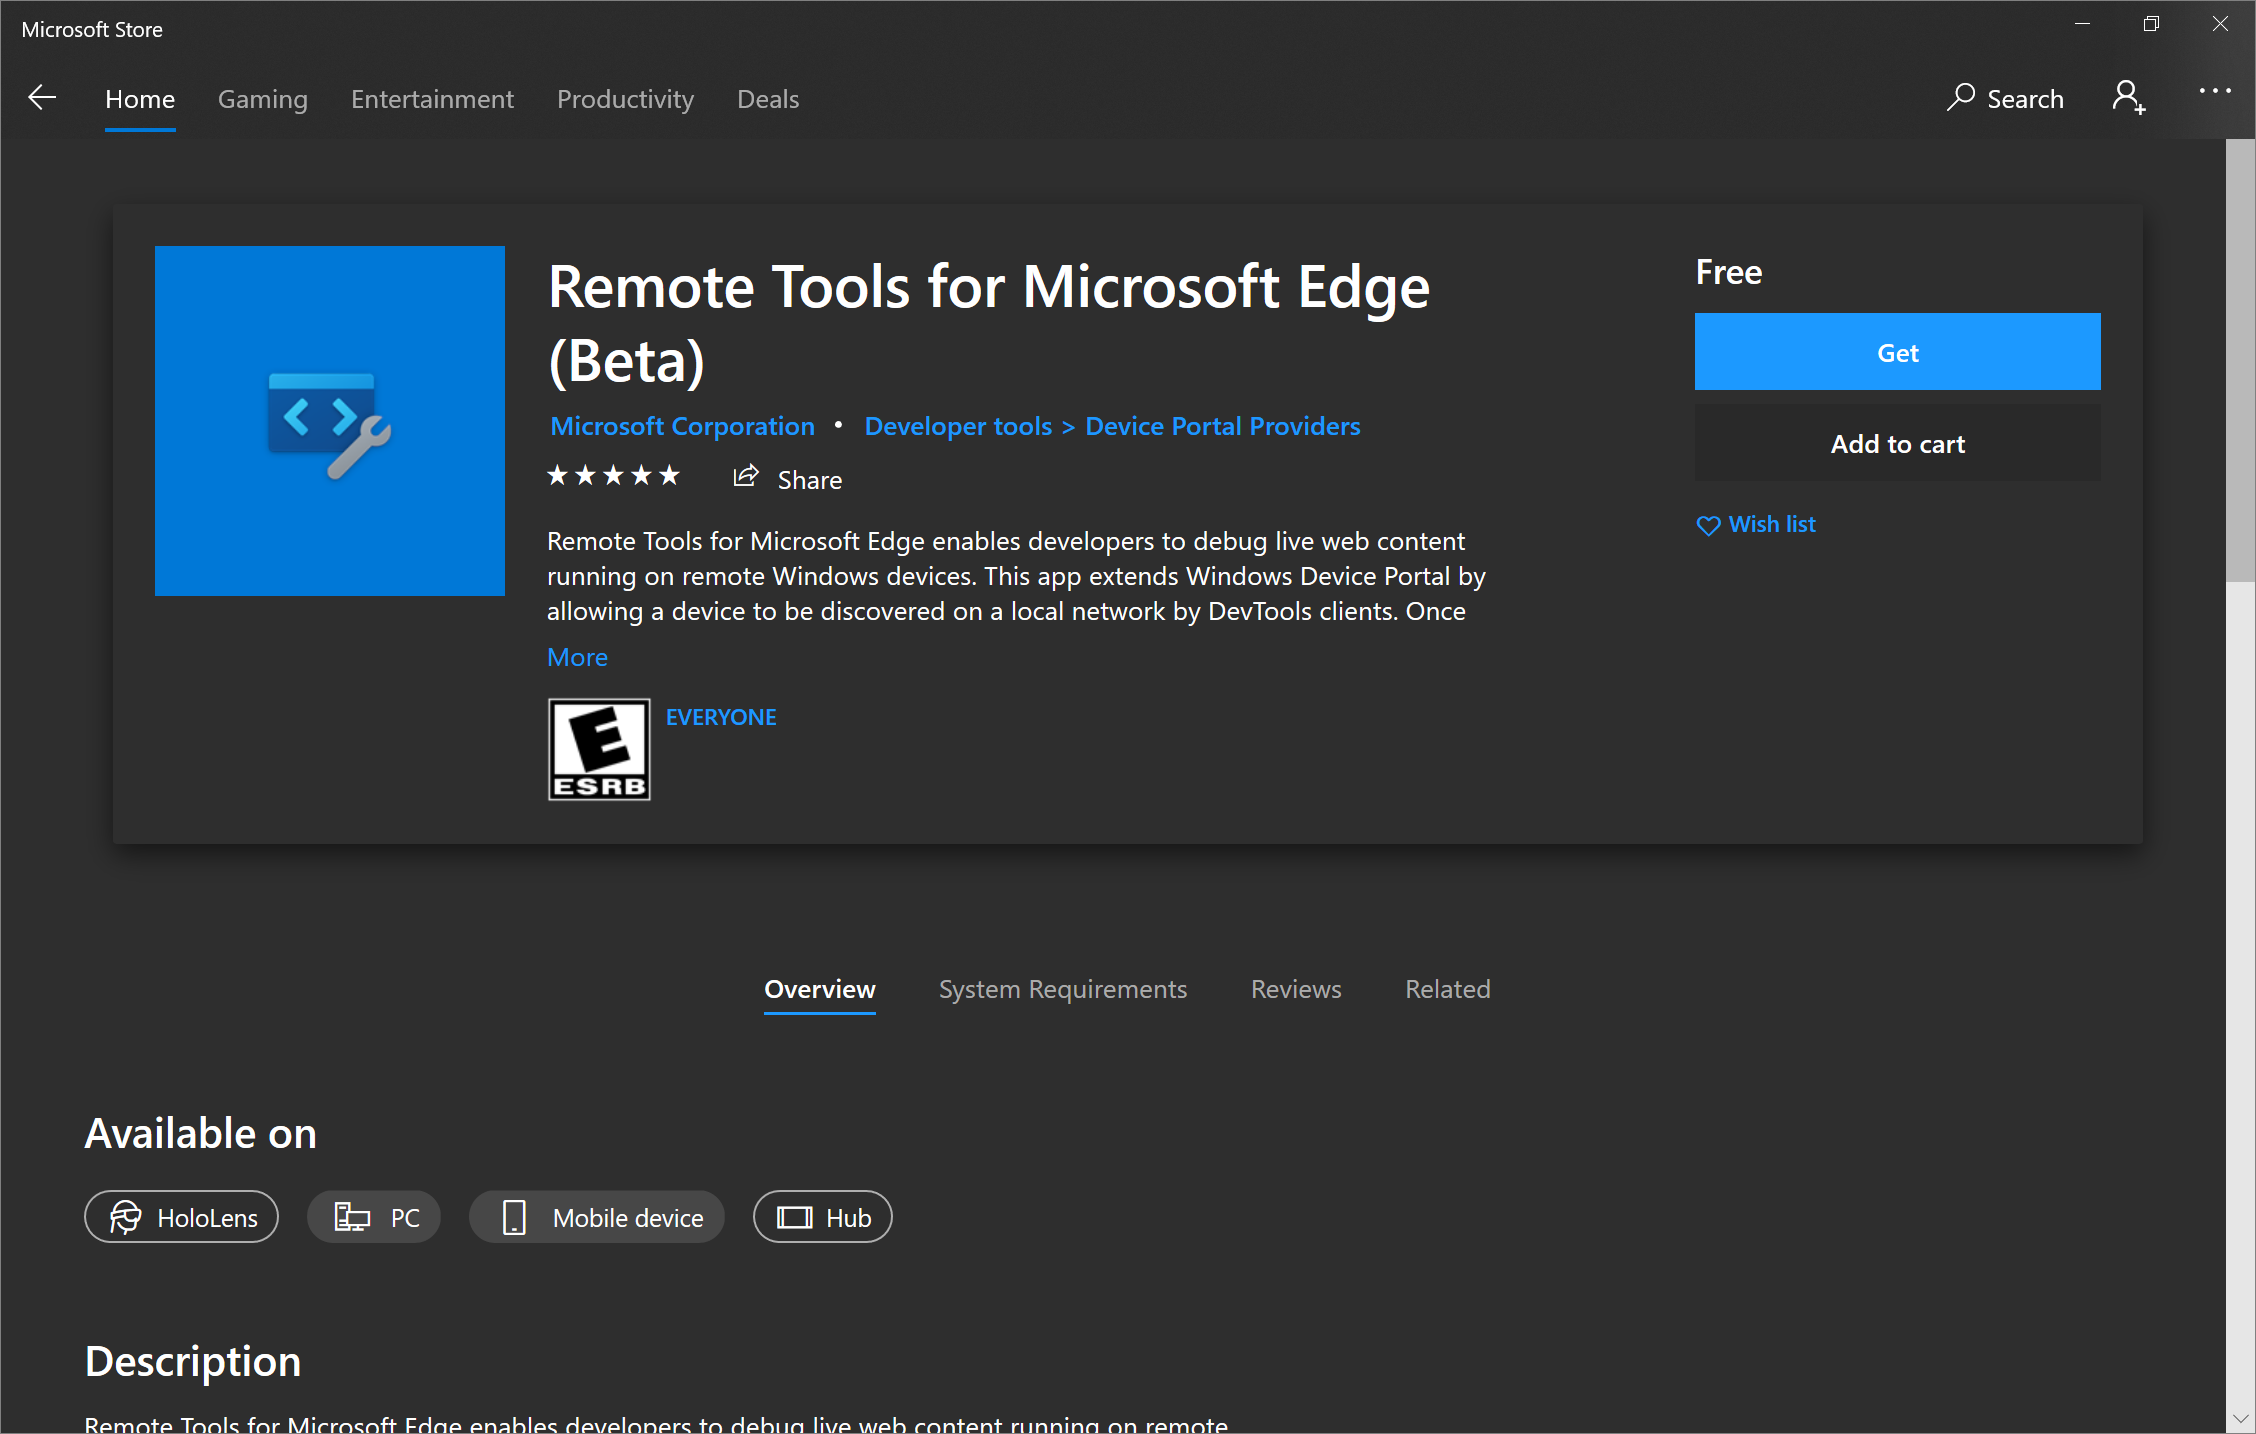 Microsoft Store
Home Gaming Entertainment Productivity Deals Search
Remote Tools for Microsoft Edge
(Beta)
Microsoft Corporation • Developer tools > Device Portal Providers
Share
Remote Tools for Microsoft Edge enables developers to debug live web content
running on remote Windows devices. This app extends Windows Device Portal by
allowing a device to be discovered on a local network by DevTools clients. Once
More
E
ESRB
EVERYONE
Free
Get
Add to cart
Wish list
Overview System Requirements Reviews Related
Available on
HoloLens PC Mobile device Hub
Description
Remote Tools for Microsoft Edge enables developers to debug live web content running on remote